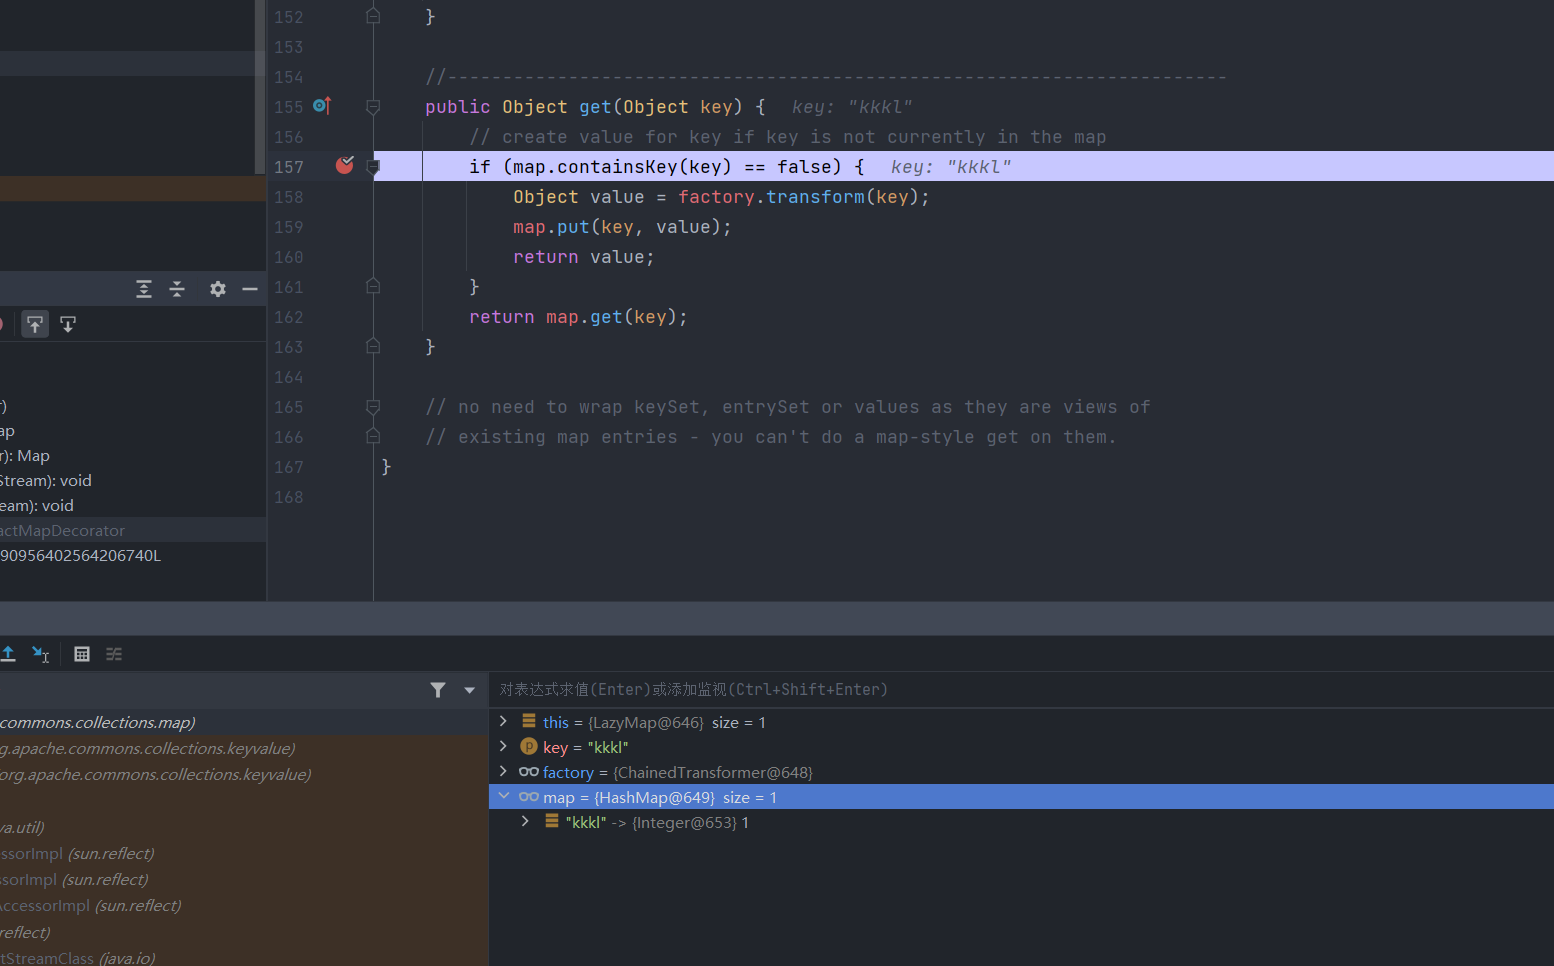 152 }
153
154 //-----------------------------------------------------------------------
155 public Object get(Object key) { key: "kkkl"
156 // create value for key if key is not currently in the map
157 if (map.containsKey(key) == false) { key: "kkkl"
158 Object value = factory.transform(key);
159 map.put(key, value);
160 return value;
161 }
162 return map.get(key);
163 }
164
165 // no need to wrap keySet, entrySet or values as they are views of
166 // existing map entries - you can't do a map-style get on them.
167 }
168
r)
ap
r): Map
Stream): void
eam): void
actMapDecorator
90956402564206740L
commons.collections.map)
g.apache.commons.collections.keyvalue)
org.apache.commons.collections.keyvalue)
va.util)
essorImpl (sun.reflect)
ssorImpl (sun.reflect)
AccessorImpl (sun.reflect)
reflect)
tStreamClass (java.io)
对表达式求值(Enter)或添加监视(Ctrl+Shift+Enter)
this = {LazyMap@646} size = 1
key = "kkkl"
factory = {ChainedTransformer@648}
map = {HashMap@649} size = 1
"kkkl" -> {Integer@653} 1